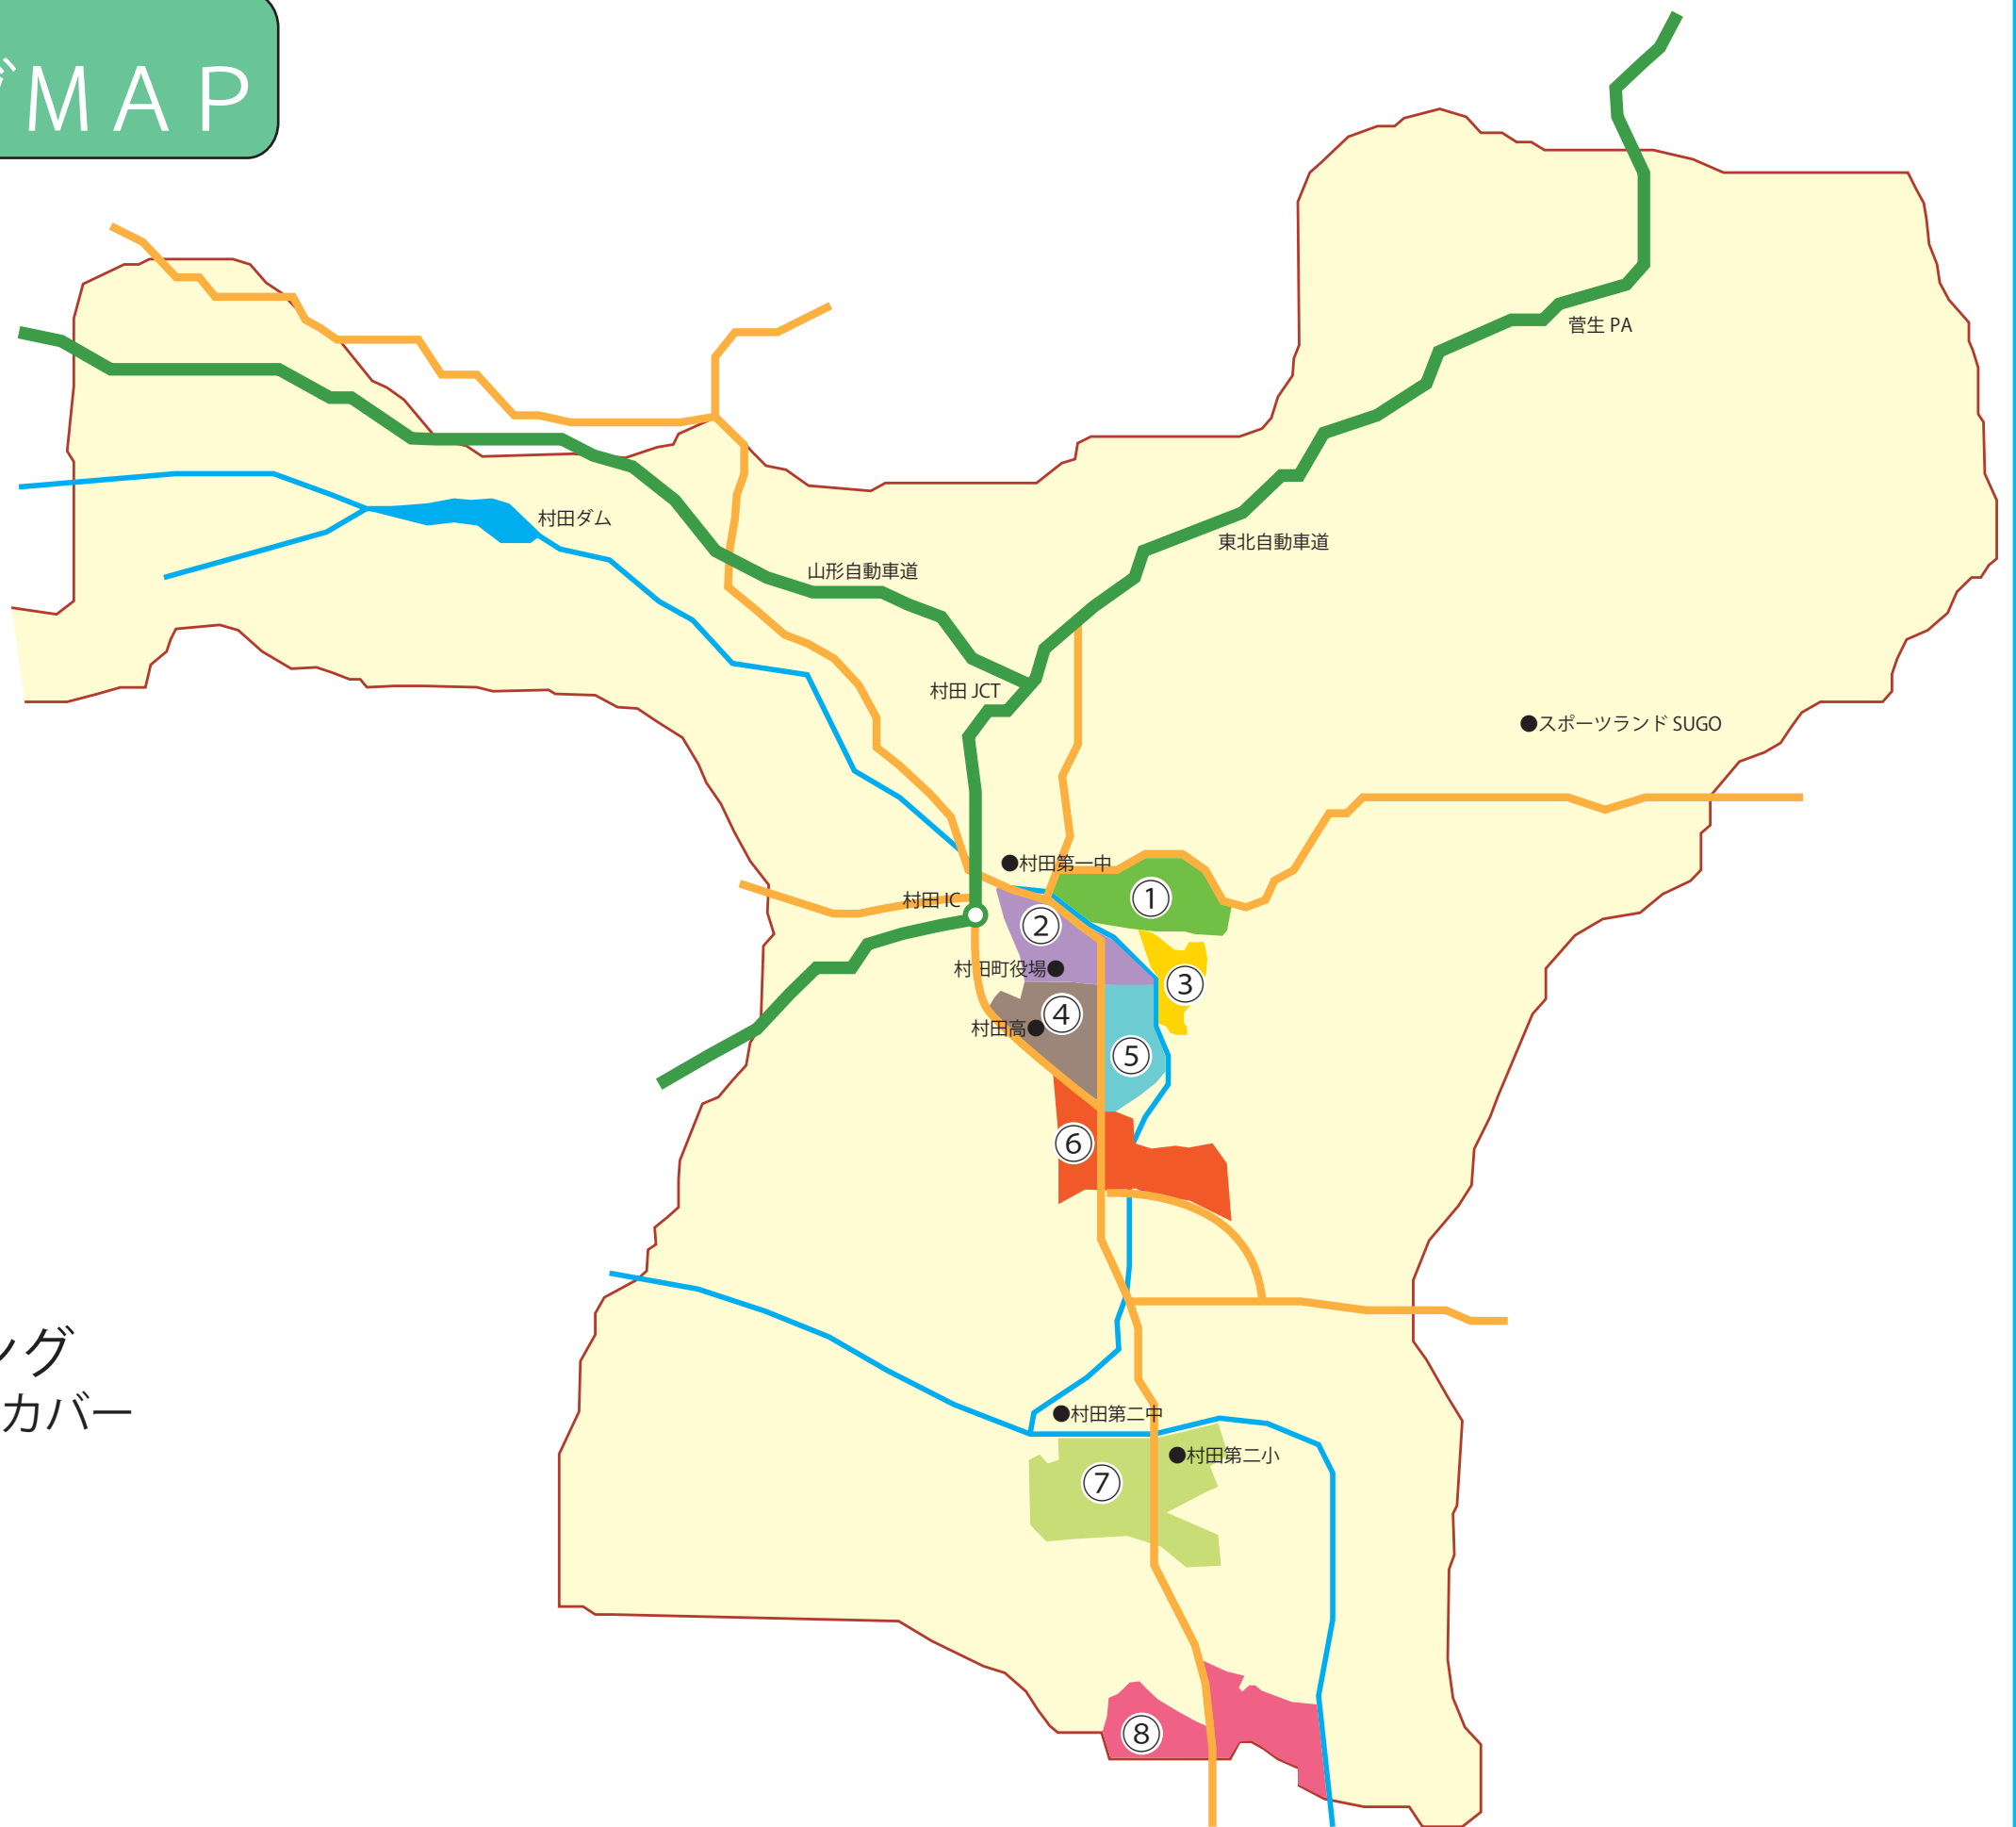 MAP
菅生 PA
村田ダム
東北自動車道
山形自動車道
村田 JCT
●スポーツランド SUGO
●村田第一中
村田 IC
①
②
村田町役場●
③
④
村田高●
⑤
⑥
ング
カバー
●村田第二中
●村田第二小
⑦
⑧